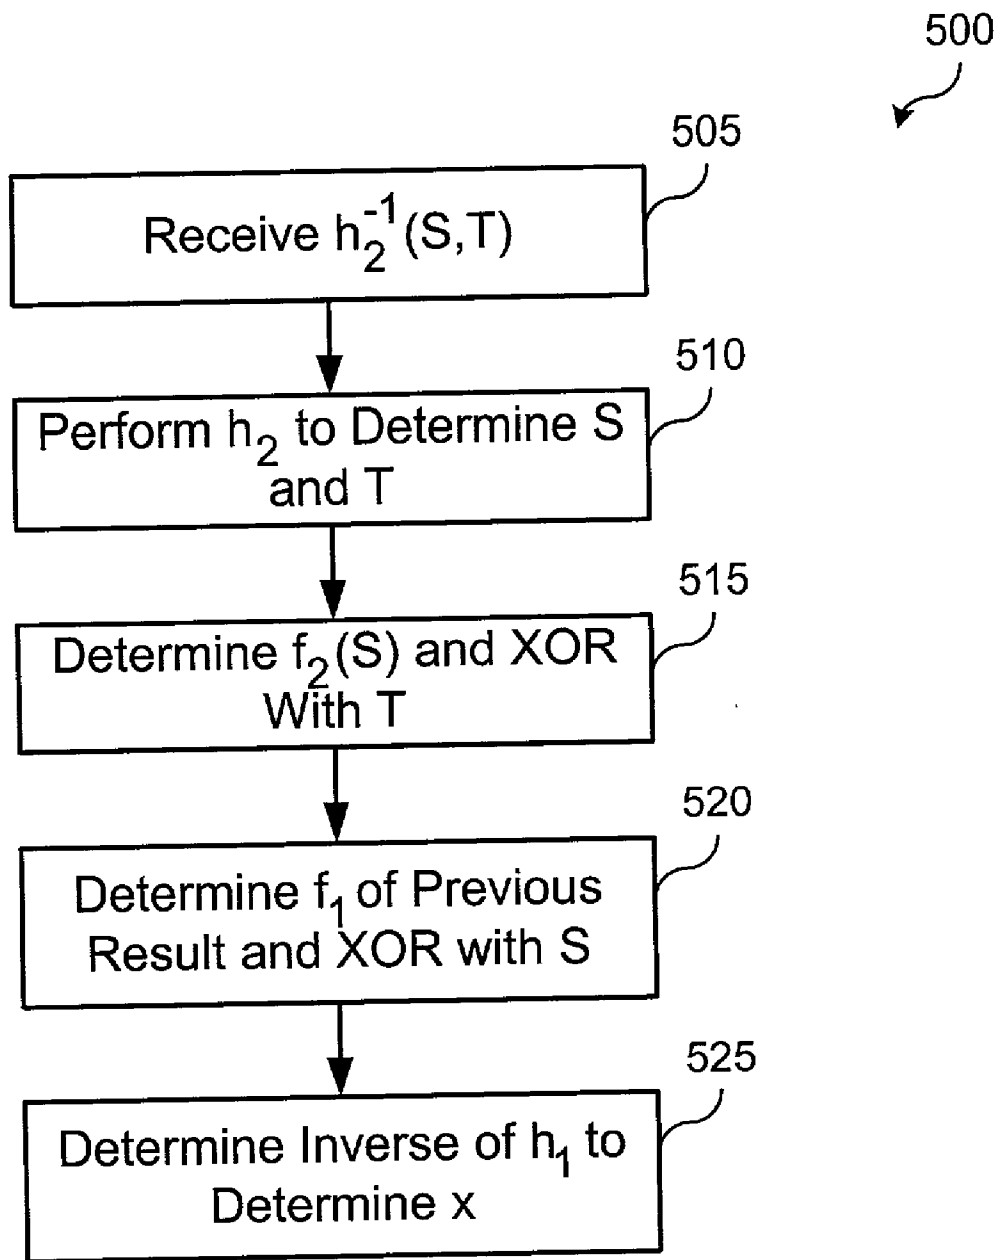 500
505
Receive h₂⁻¹(S,T)
510
Perform h₂ to Determine S
and T
515
Determine f₂(S) and XOR
With T
520
Determine f₁ of Previous
Result and XOR with S
525
Determine Inverse of h₁ to
Determine x